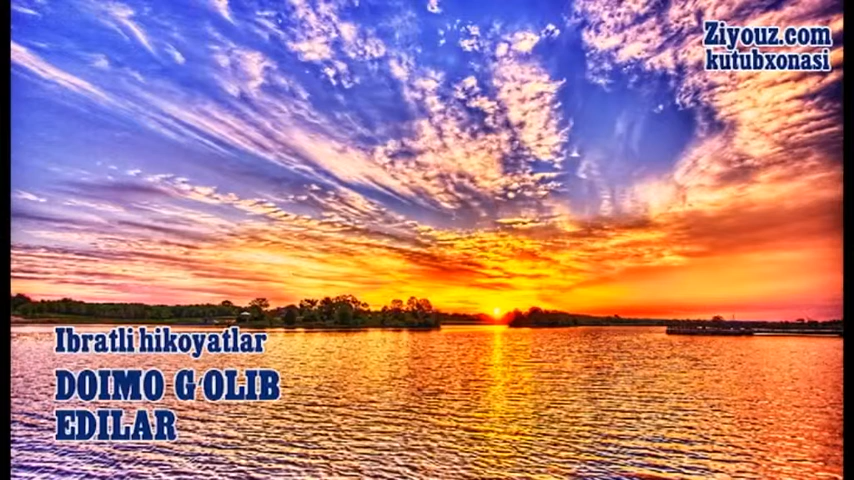 Ziyouz.com
kutubxonasi
Ibratli hikoyatlar
DOIMO G'OLIB
EDILAR